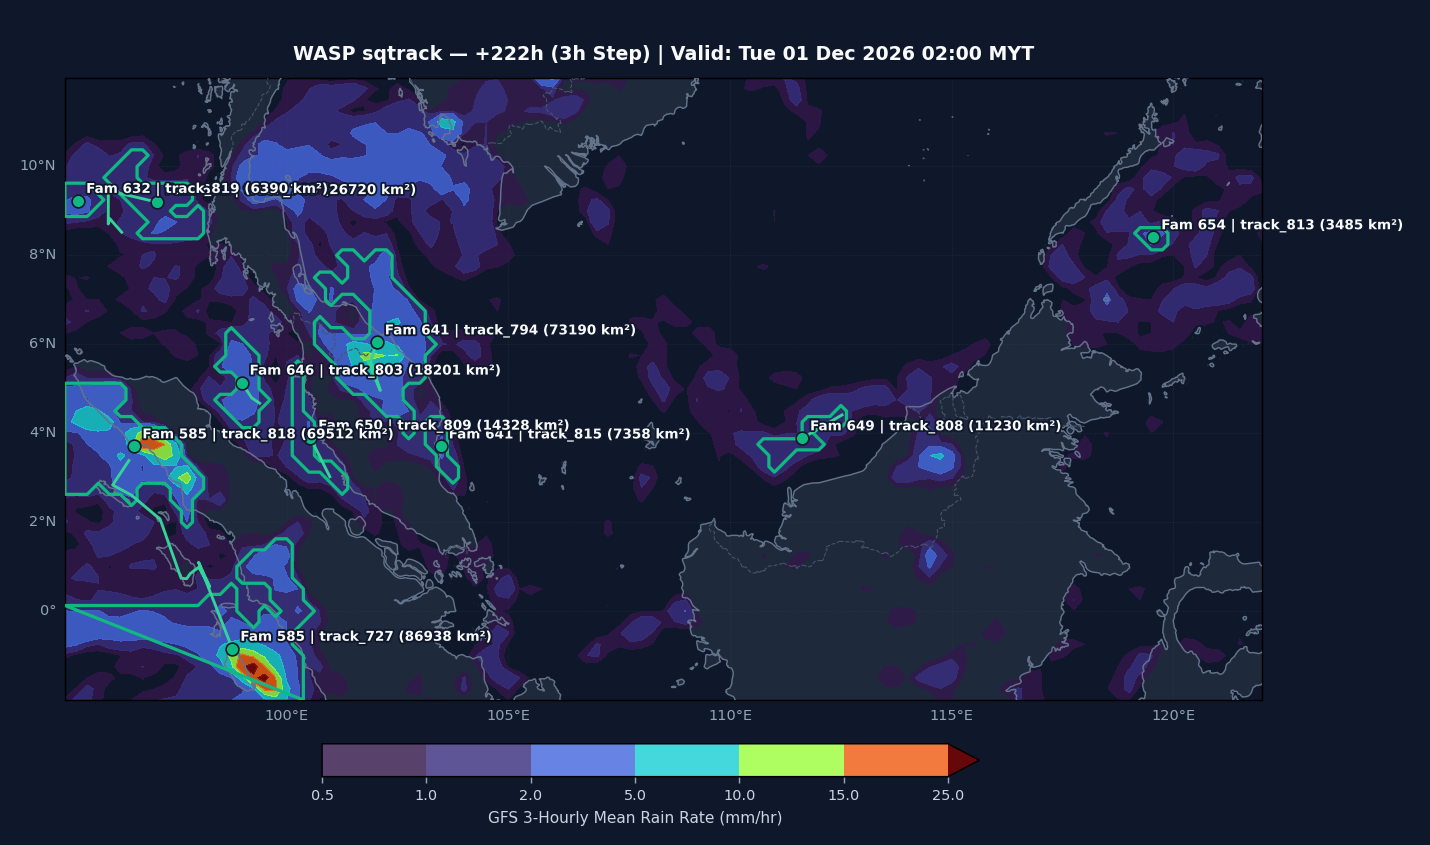 WASP sqtrack — +222h (3h Step) | Valid: Tue 01 Dec 2026 02:00 MYT
10°N
8°N
6°N
4°N
2°N
0°
Fam 632 | track_819 (6390 km²)
26720 km²)
Fam 654 | track_813 (3485 km²)
Fam 641 | track_794 (73190 km²)
Fam 646 | track_803 (18201 km²)
Fam 650 | track_809 (14328 km²)
Fam 649 | track_808 (11230 km²)
Fam 585 | track_818 (69512 km²)
Fam 641 | track_815 (7358 km²)
Fam 585 | track_727 (86938 km²)
100°E
105°E
110°E
115°E
120°E
0.5
1.0
2.0
5.0
10.0
15.0
25.0
GFS 3-Hourly Mean Rain Rate (mm/hr)